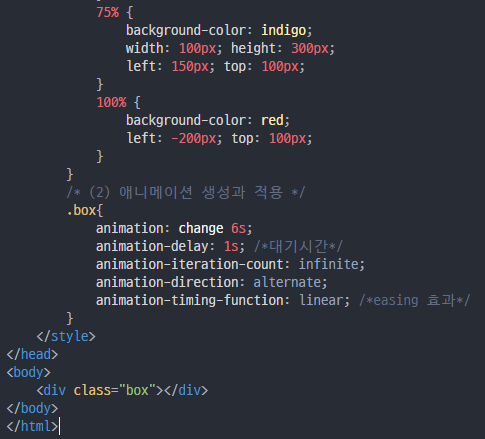 75% {
background-color: indigo;
width: 100px; height: 300px;
left: 150px; top: 100px;
}
100% {
background-color: red;
left: -200px; top: 100px;
}
}
/* (2) 애니메이션 생성과 적용 */
.box{
animation: change 6s;
animation-delay: 1s; /*대기시간*/
animation-iteration-count: infinite;
animation-direction: alternate;
animation-timing-function: linear; /*easing 효과*/
}
</style>
</head>
<body>
<div class="box"></div>
</body>
</html>